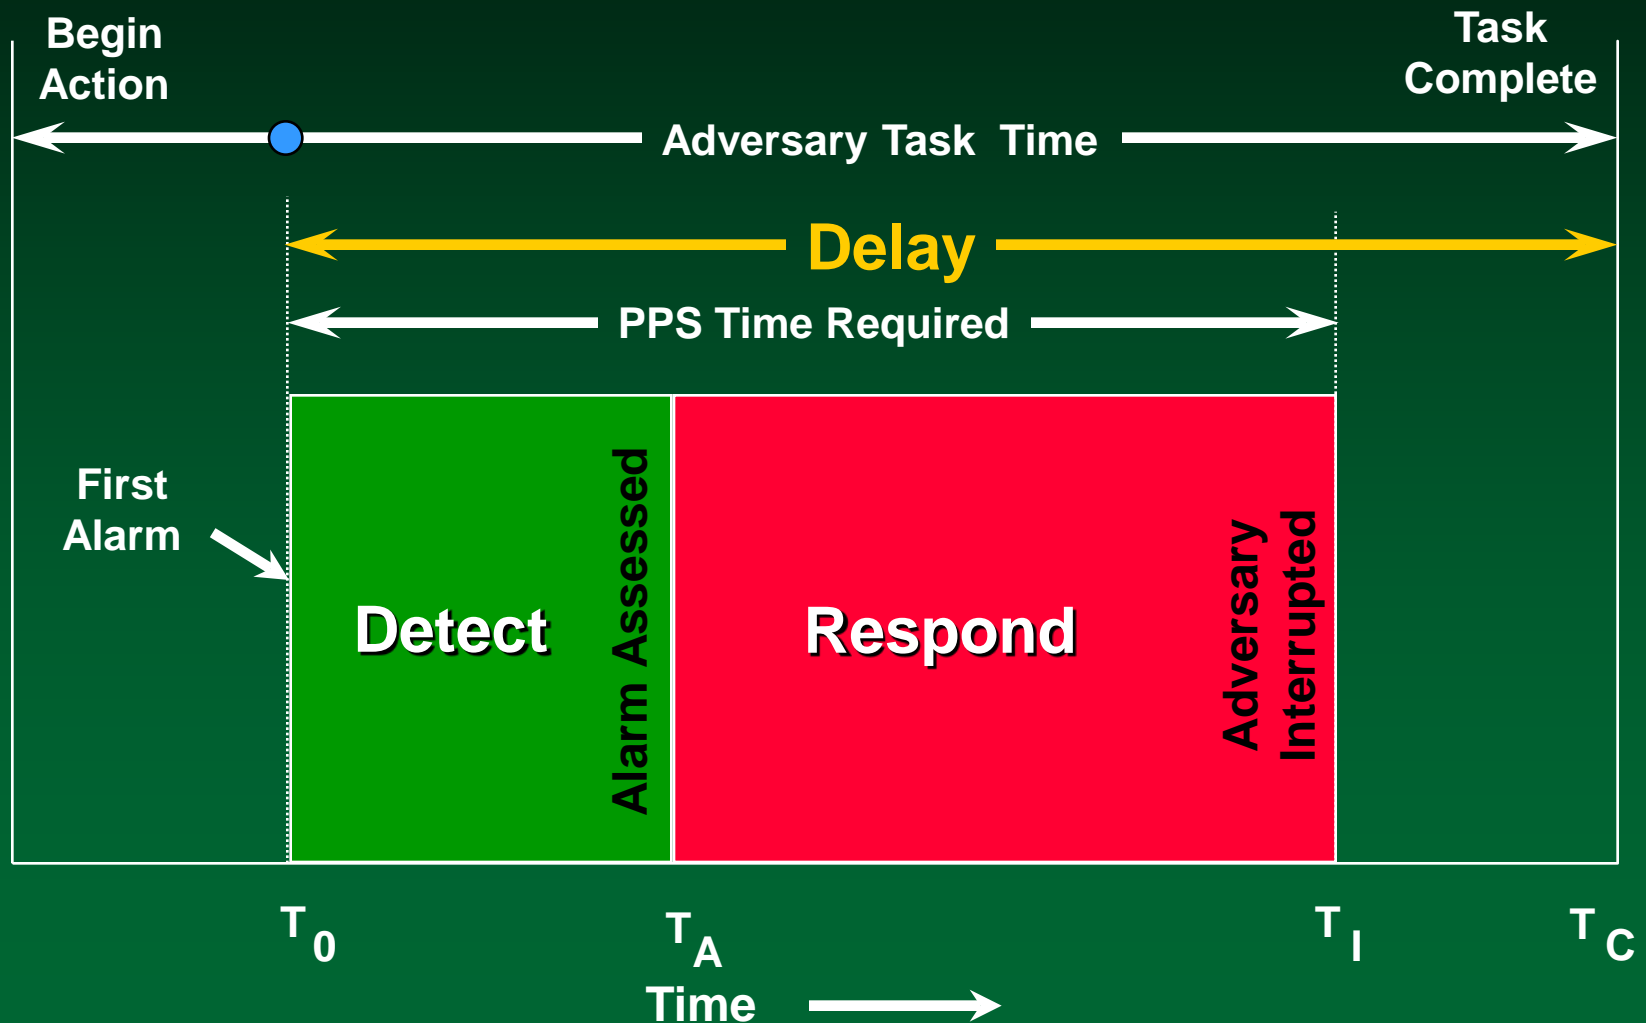 Begin
Action
Task
Complete
Adversary Task Time
Delay
PPS Time Required
First
Alarm
Detect
Alarm Assessed
Respond
Adversary
Interrupted
T0
TA
TI
TC
Time